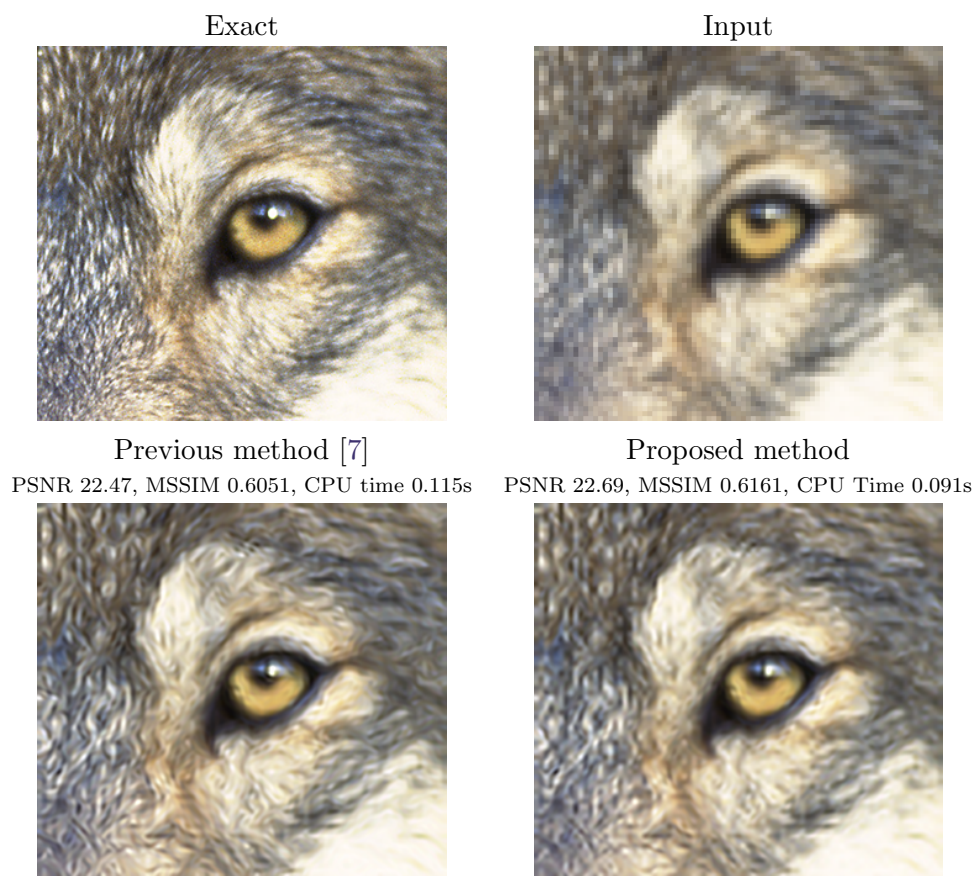 Exact
Input
Previous method [7]
Proposed method
PSNR 22.47, MSSIM 0.6051, CPU time 0.115s
PSNR 22.69, MSSIM 0.6161, CPU Time 0.091s